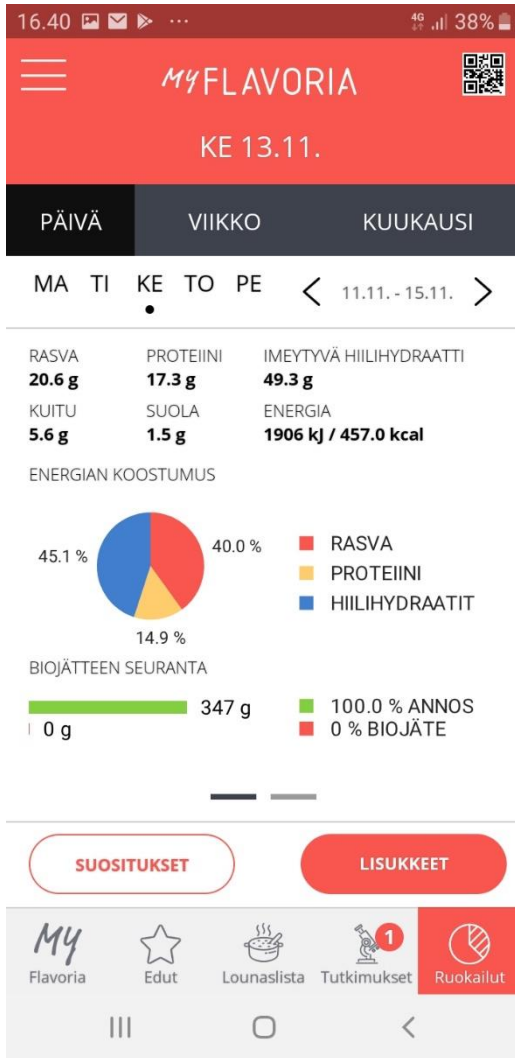 16.40 ... 4G 38%
MY FLAVORIA
KE 13.11.
PÄIVÄ VIIKKO KUUKAUSI
MA TI KE TO PE < 11.11. - 15.11. >
RASVA PROTEIINI IMEYTYVÄ HIILIHYDRAATTI
20.6 g 17.3 g 49.3 g
KUITU SUOLA ENERGIA
5.6 g 1.5 g 1906 kJ / 457.0 kcal
ENERGIAN KOOSTUMUS
45.1 % 40.0 % RASVA
PROTEIINI
HIILIHYDRAATIT
14.9 %
BIOJÄTTEEN SEURANTA
347 g 100.0 % ANNOS
0 g 0 % BIOJÄTE
SUOSITUKSET LISUKKEET
MY 1
Flavoria Edut Lounaslista Tutkimukset Ruokailut